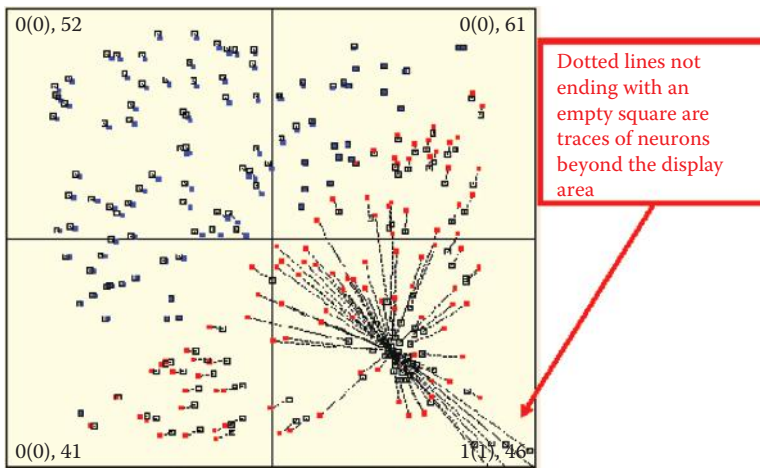 0(0), 52
0(0), 61
Dotted lines not
ending with an
empty square are
traces of neurons
beyond the display
area
0(0), 41
1(1), 46